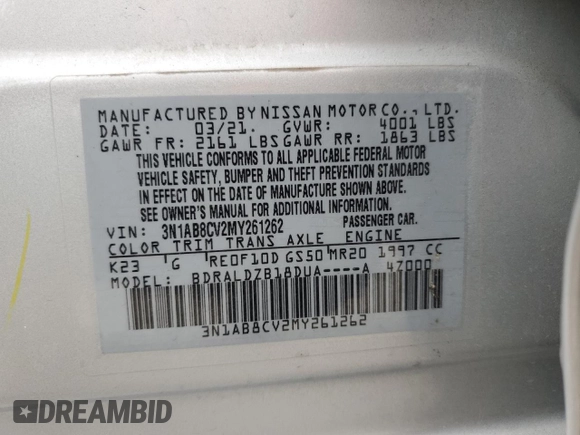 MANUFACTURED BY NISSAN MOTOR CO., LTD.
DATE: 03/21. GVWR: 4001 LBS
GAWR FR: 2161 LBS GAWR RR: 1863 LBS
THIS VEHICLE CONFORMS TO ALL APPLICABLE FEDERAL MOTOR
VEHICLE SAFETY, BUMPER AND THEFT PREVENTION STANDARDS
IN EFFECT ON THE DATE OF MANUFACTURE SHOWN ABOVE.
SEE OWNER'S MANUAL FOR ADDITIONAL INFORMATION.
VIN: 3N1AB8CV2MY261262 PASSENGER CAR.
COLOR TRIM TRANS AXLE ENGINE
K23 G RE0F10D GS50 MR20 1997 CC
MODEL: BDRALDZB18DUA----A 4Z000
3N1AB8CV2MY261262
DREAMBID